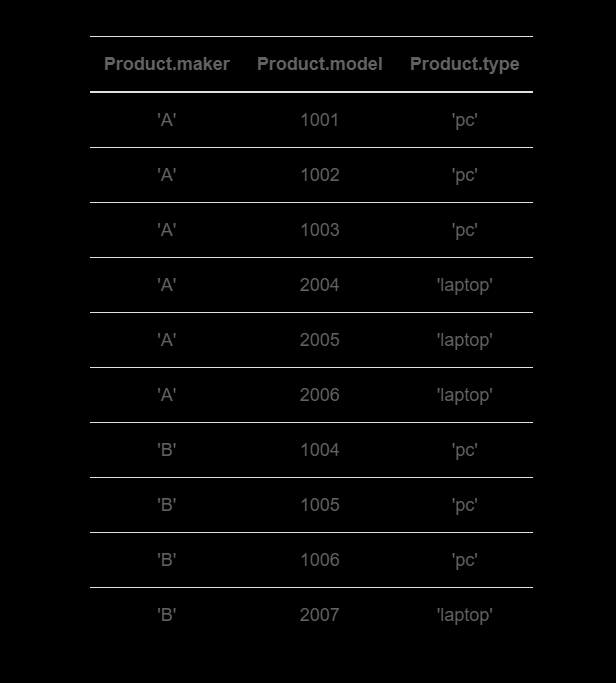 Product.maker Product.model Product.type
'A' 1001 'pc'
'A' 1002 'pc'
'A' 1003 'pc'
'A' 2004 'laptop'
'A' 2005 'laptop'
'A' 2006 'laptop'
'B' 1004 'pc'
'B' 1005 'pc'
'B' 1006 'pc'
'B' 2007 'laptop'